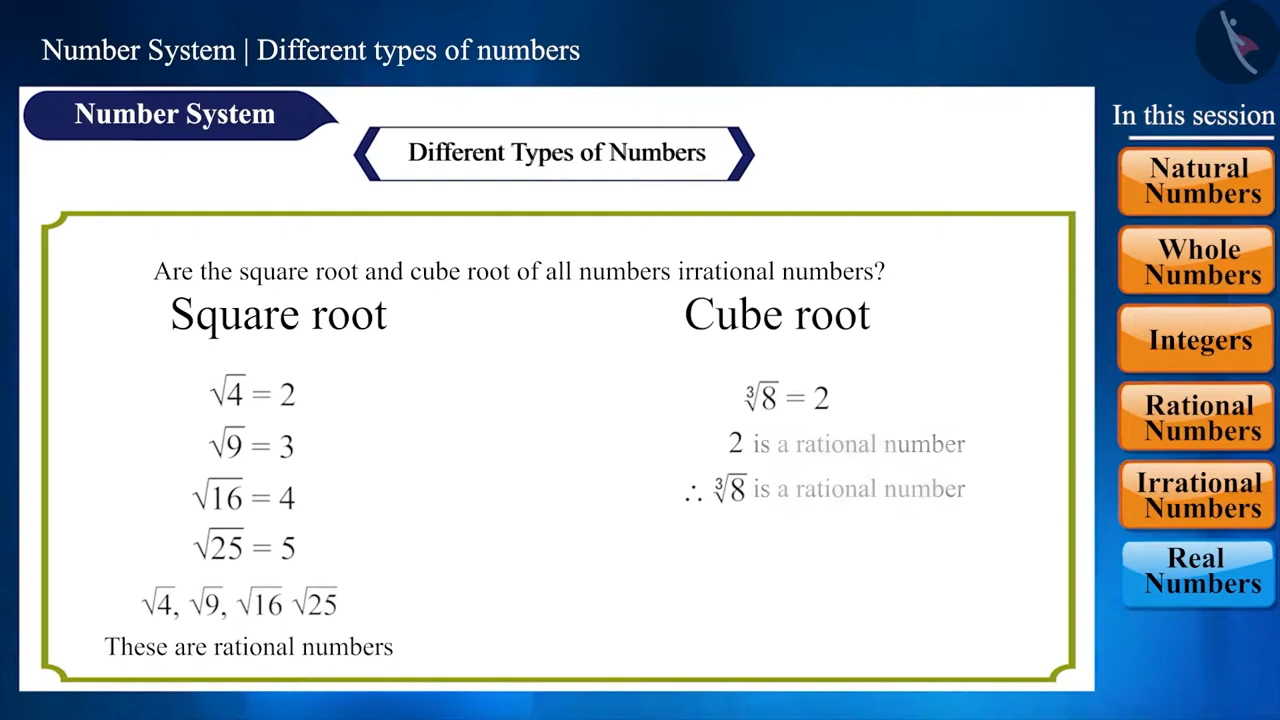 Number System | Different types of numbers
Number System
Different Types of Numbers
Are the square root and cube root of all numbers irrational numbers?
Square root
√4 = 2
√9 = 3
√16 = 4
√25 = 5
√4, √9, √16 √25
These are rational numbers
Cube root
∛8 = 2
2 is a rational number
∴ ∛8 is a rational number
In this session
Natural
Numbers
Whole
Numbers
Integers
Rational
Numbers
Irrational
Numbers
Real
Numbers